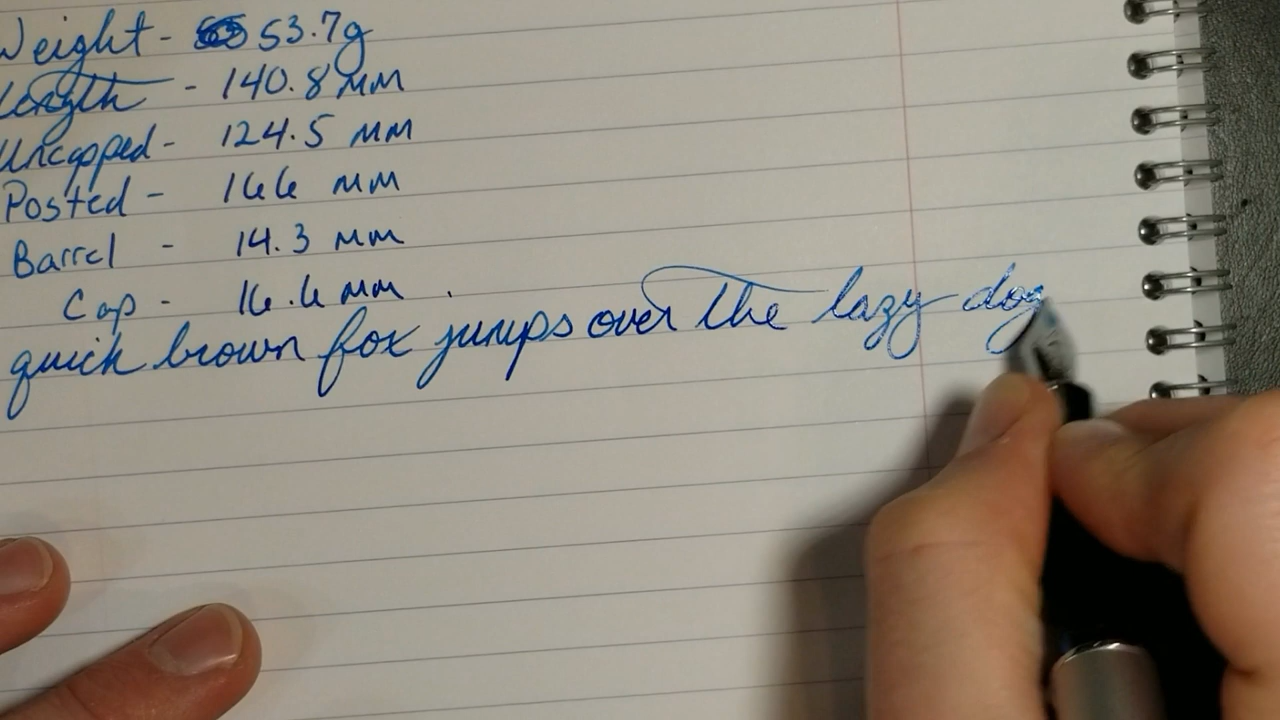 Weight - 53.7g
Length - 140.8 mm
Uncapped - 124.5 mm
Posted - 166 mm
Barrel - 14.3 mm
Cap - 16.6 mm .
quick brown fox jumps over the lazy dog